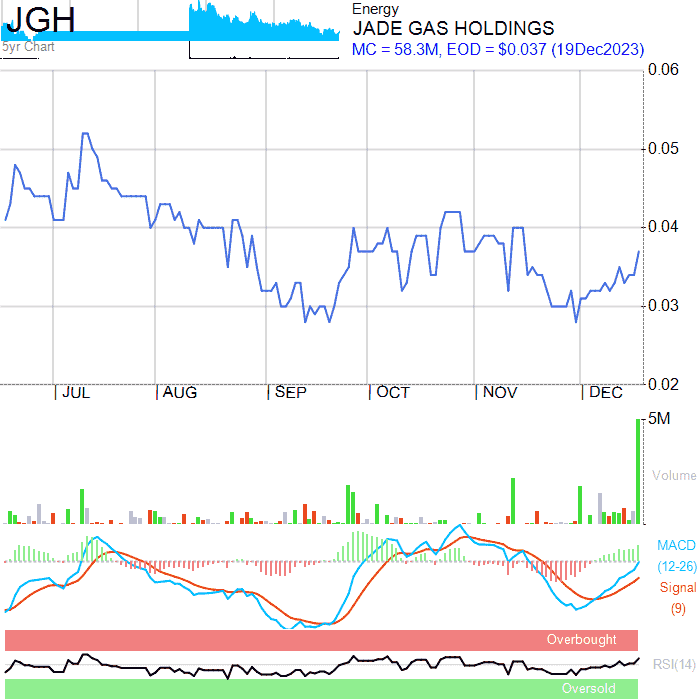 JGH
5yr Chart
Energy
JADE GAS HOLDINGS
MC = 58.3M, EOD = $0.037 (19Dec2023)
0.06
0.05
0.04
0.03
0.02
JUL AUG SEP OCT NOV DEC
5M
Volume
MACD
(12-26)
Signal
(9)
Overbought
RSI(14)
Oversold